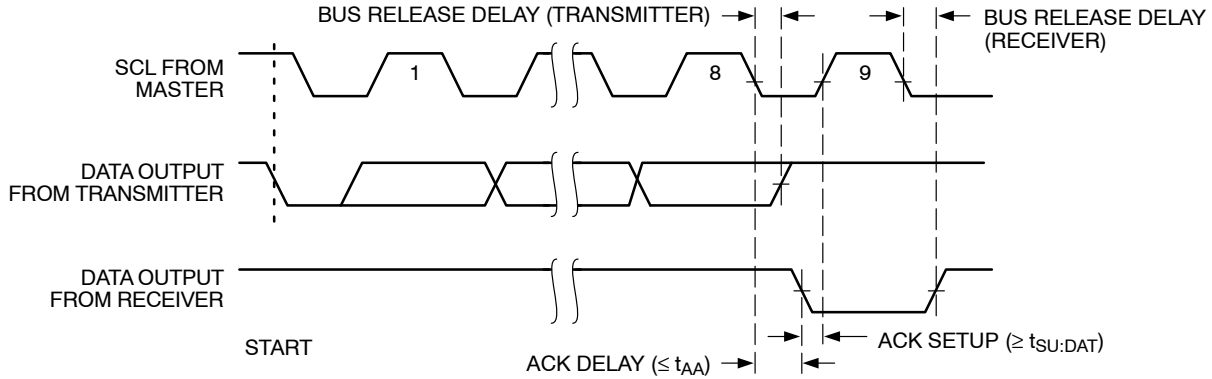 BUS RELEASE DELAY (TRANSMITTER)
BUS RELEASE DELAY
(RECEIVER)
SCL FROM
MASTER
1
8
9
DATA OUTPUT
FROM TRANSMITTER
DATA OUTPUT
FROM RECEIVER
START
ACK SETUP (≥ tSU:DAT)
ACK DELAY (≤ tAA)